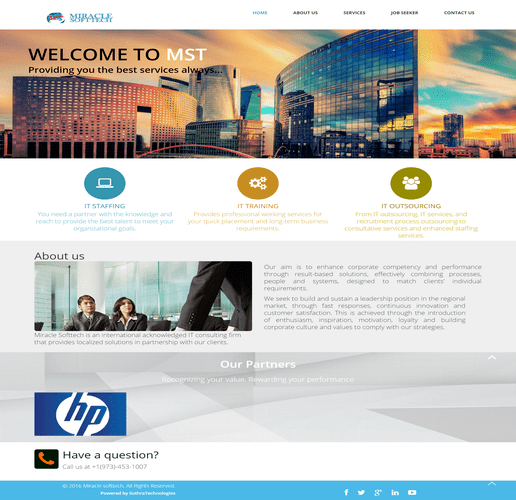 MIRACLE
SOFTTECH
HOME
ABOUT US
SERVICES
JOB SEEKER
CONTACT US
WELCOME TO MST
Providing you the best services always...
IT STAFFING
You need a partner with the knowledge and
reach to provide the best talent to meet your
organizational goals.
IT TRAINING
Provides professional working services for
your quick placement and long-term business
requirements.
IT OUTSOURCING
From IT outsourcing, IT services, and
recruitment process outsourcing to
consultative services and enhanced staffing
services.
About us
Miracle Softech is an international acknowledged IT consulting firm
that provides localized solutions in partnership with our clients.
Our aim is to enhance corporate competency and performance
through result-based solutions, effectively combining processes,
people and systems, designed to match clients' individual
requirements.
We seek to build and sustain a leadership position in the regional
market, through fast responses, continuous innovation and
customer satisfaction. This is achieved through the introduction
of enthusiasm, inspiration, motivation, loyalty and building
corporate culture and values to comply with our strategies.
Our Partners
Recognizing your value. Rewarding your performance
hp
Have a question?
Call us at +1(973)-453-1007
© 2016 Miracle softtech. All Rights Reserved.
Powered by SuthraTechnologies